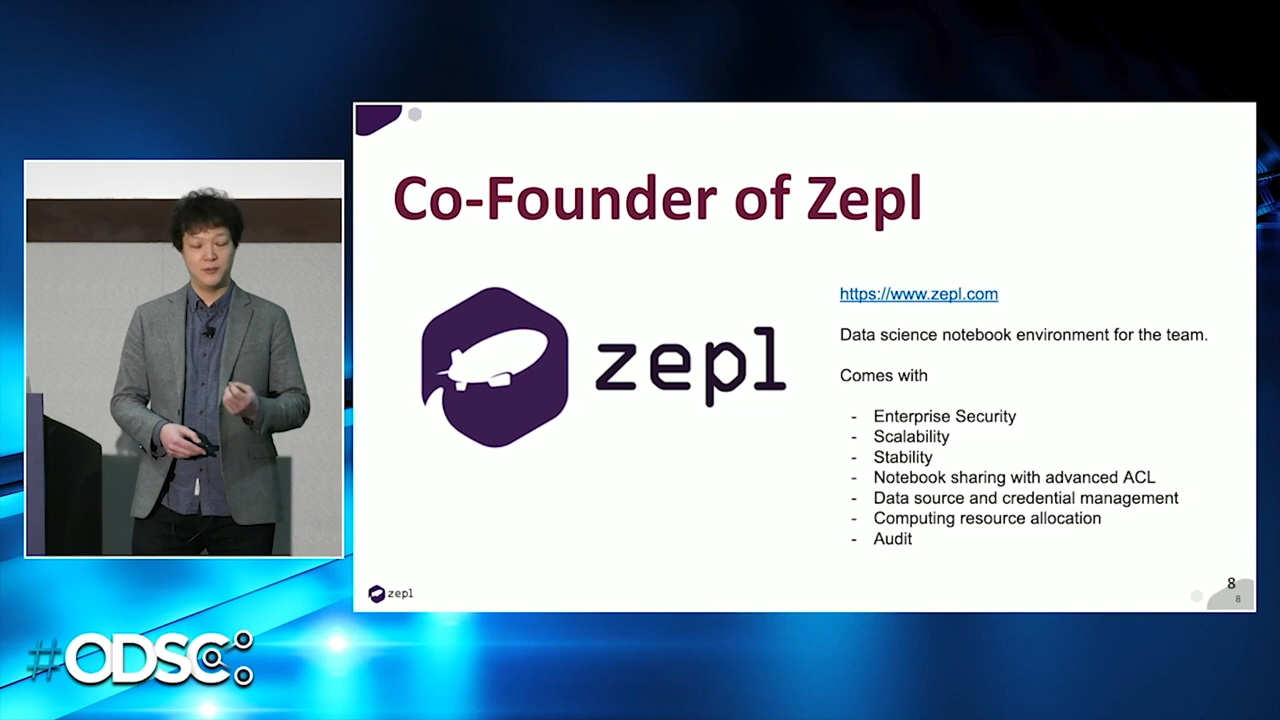 Co-Founder of Zepl
zepl
https://www.zepl.com
Data science notebook environment for the team.
Comes with
- Enterprise Security
- Scalability
- Stability
- Notebook sharing with advanced ACL
- Data source and credential management
- Computing resource allocation
- Audit
zepl
8
8
#ODSC